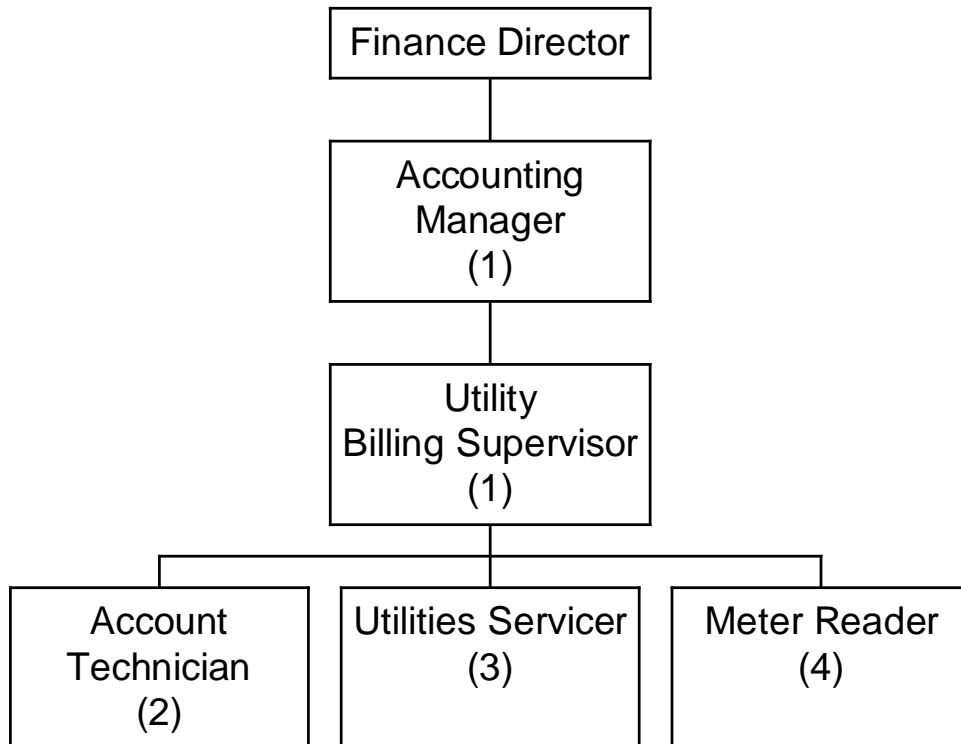 Finance Director
Accounting
Manager
(1)
Utility
Billing Supervisor
(1)
Account
Technician
(2)
Utilities Servicer
(3)
Meter Reader
(4)